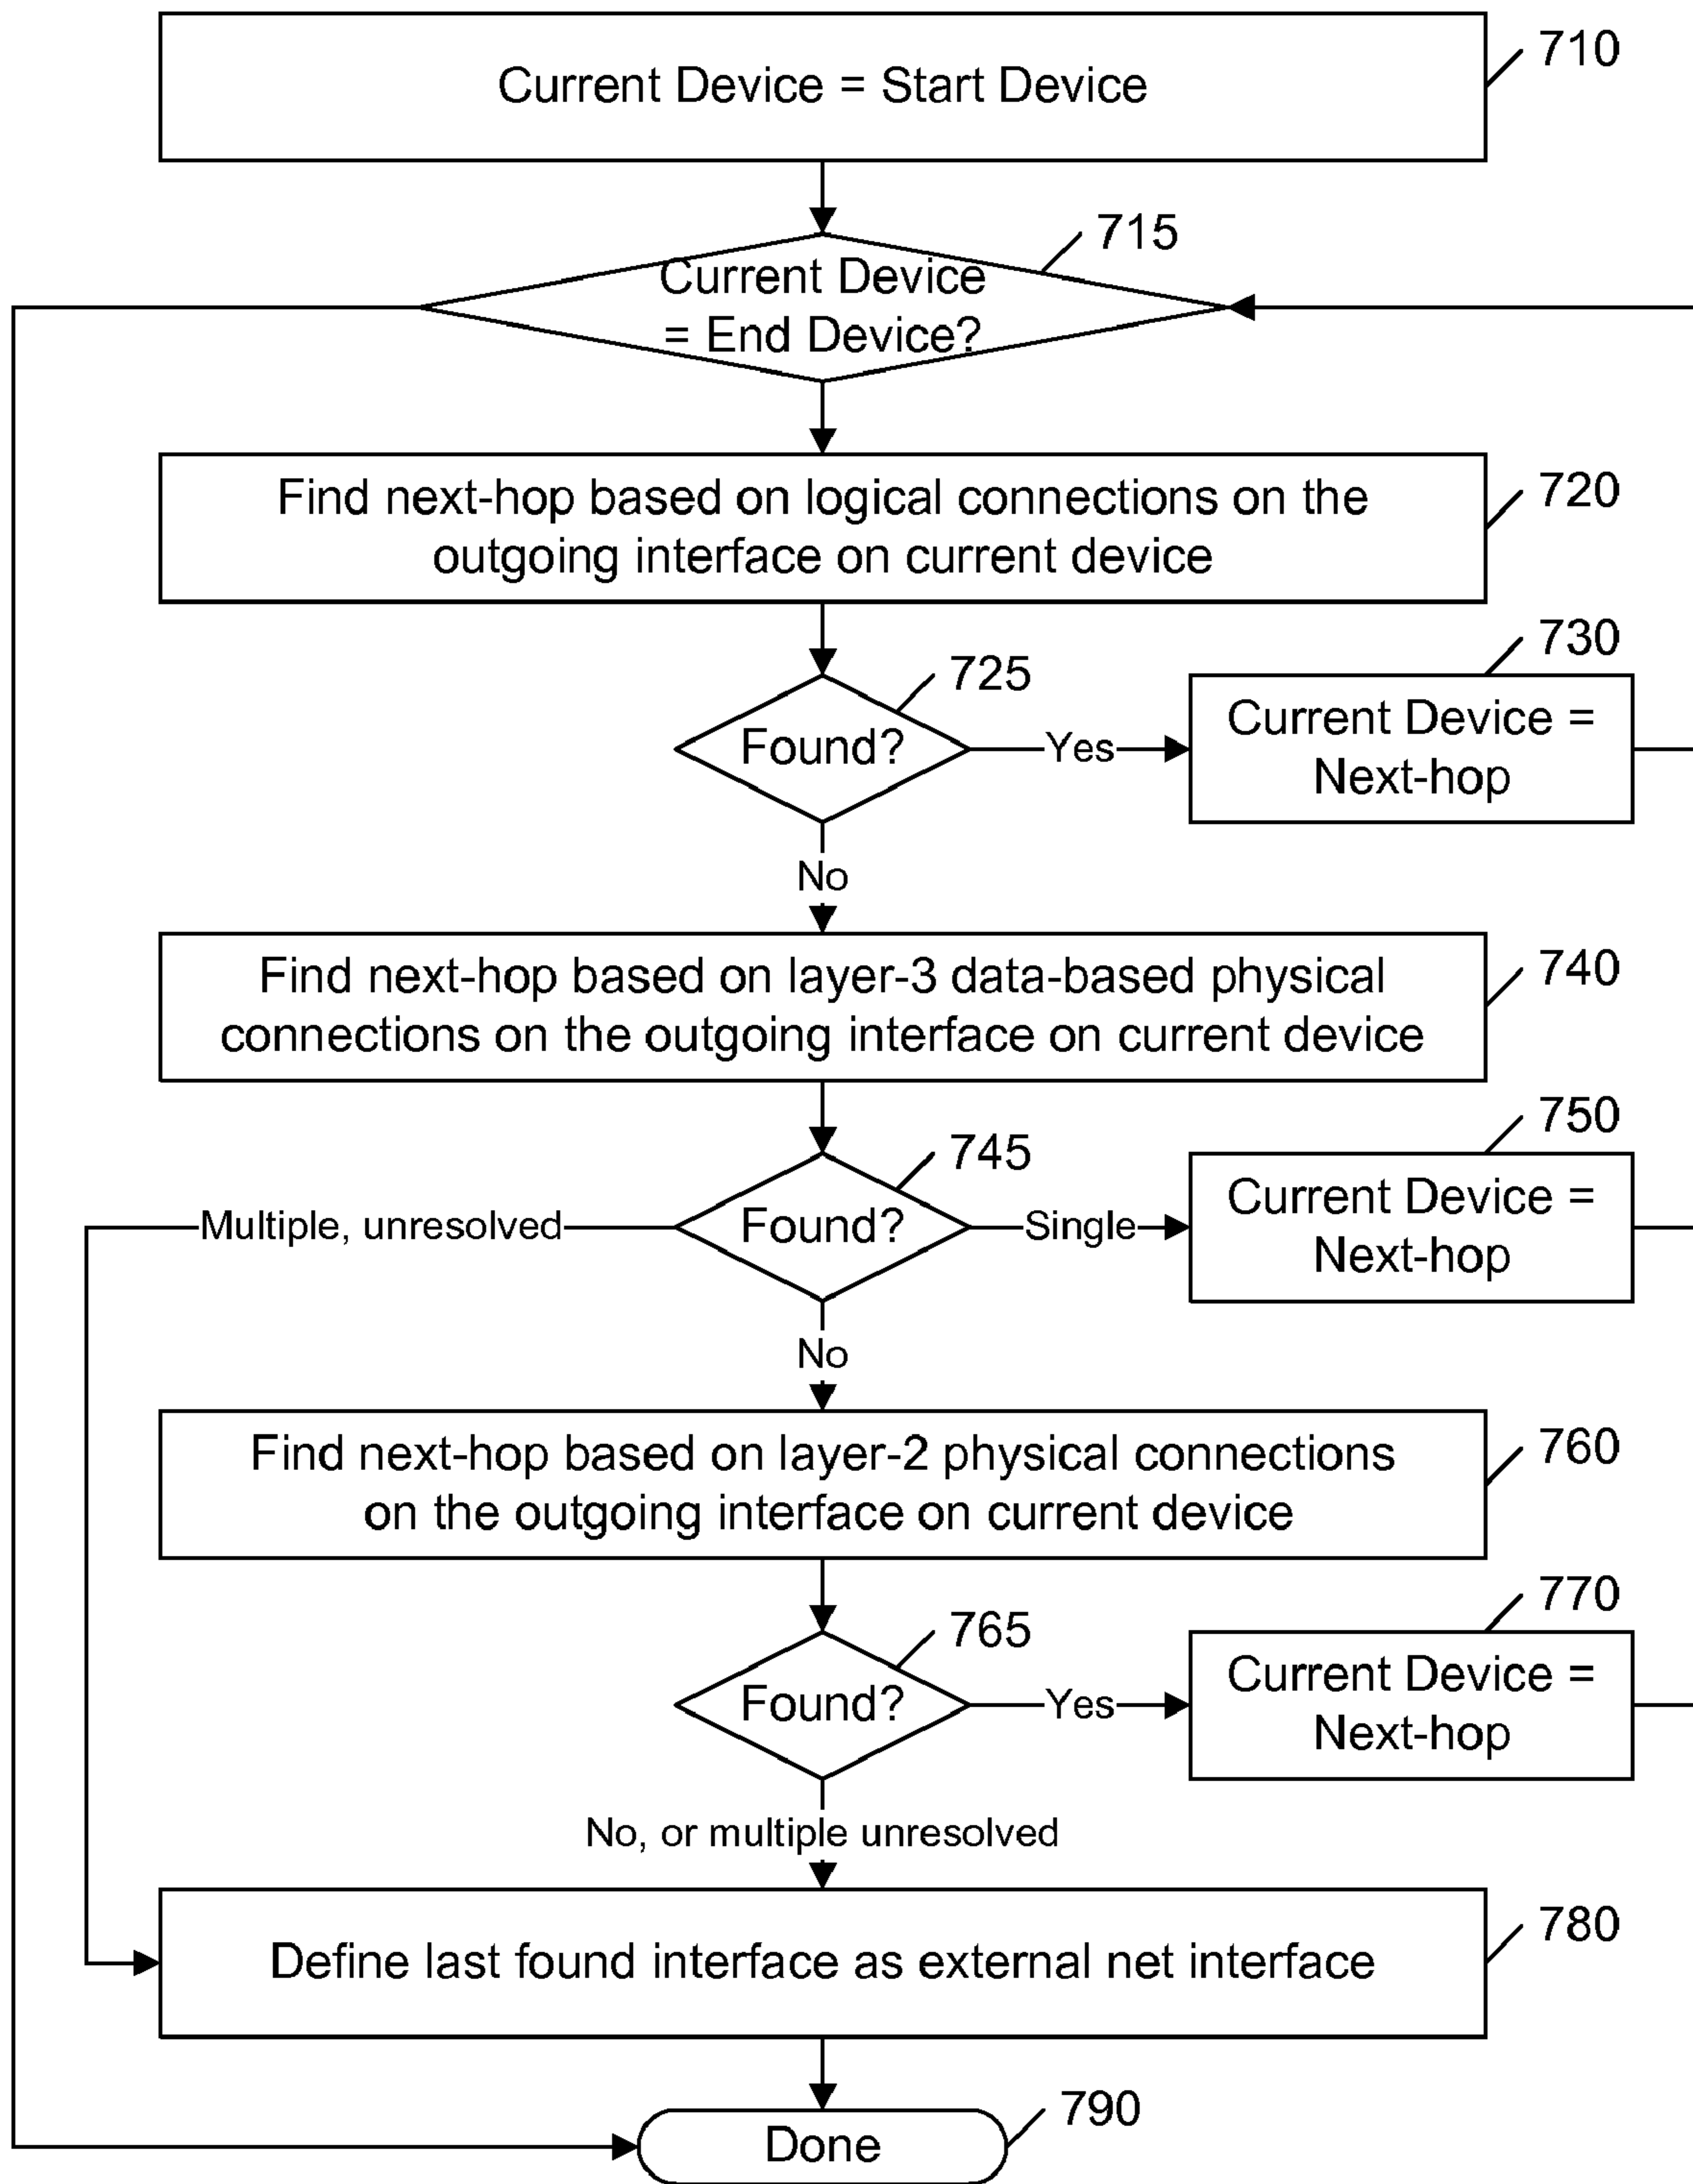 Current Device = Start Device
710
715
Current Device
= End Device?
Find next-hop based on logical connections on the
outgoing interface on current device
720
725
Found?
Yes
730
Current Device =
Next-hop
No
Find next-hop based on layer-3 data-based physical
connections on the outgoing interface on current device
740
745
Multiple, unresolved
Found?
Single
750
Current Device =
Next-hop
No
Find next-hop based on layer-2 physical connections
on the outgoing interface on current device
760
765
Found?
Yes
770
Current Device =
Next-hop
No, or multiple unresolved
Define last found interface as external net interface
780
Done
790